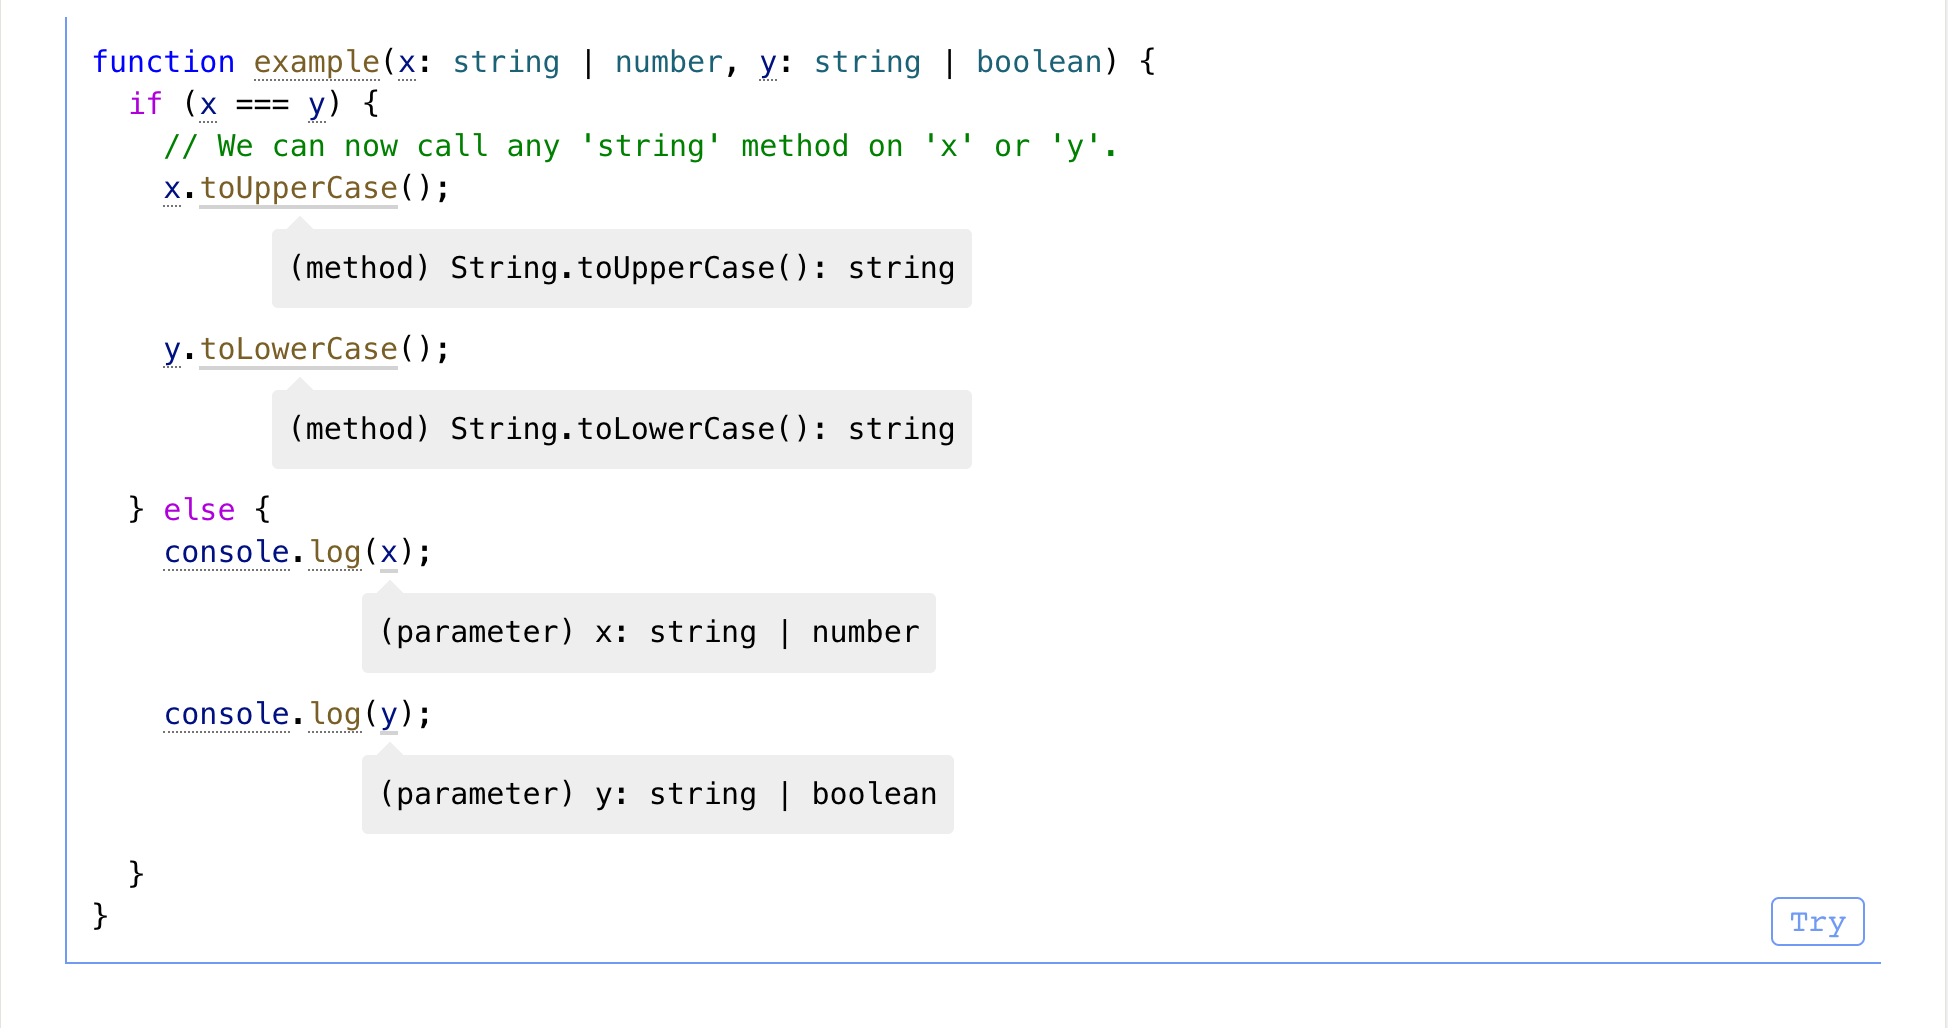 function example(x: string | number, y: string | boolean) {
  if (x === y) {
    // We can now call any 'string' method on 'x' or 'y'.
    x.toUpperCase();
          (method) String.toUpperCase(): string
    y.toLowerCase();
          (method) String.toLowerCase(): string
  } else {
    console.log(x);
               (parameter) x: string | number
    console.log(y);
               (parameter) y: string | boolean
  }
}
Try